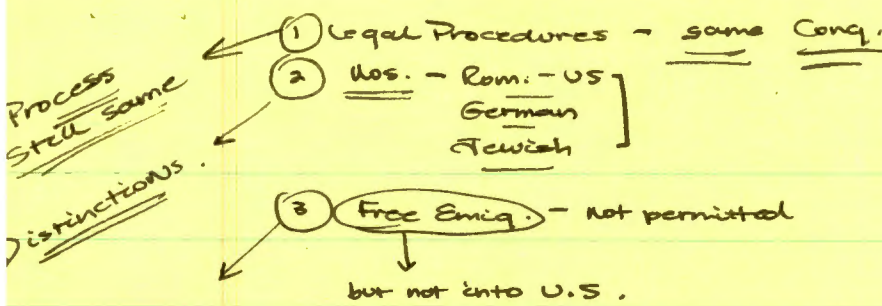 ① Legal Procedures - same Cong.
Process
Still same
② Nos. - Rom. - US
German
Jewish
Distinctions.
③ Free Emig. - Not permitted
but not into U.S.